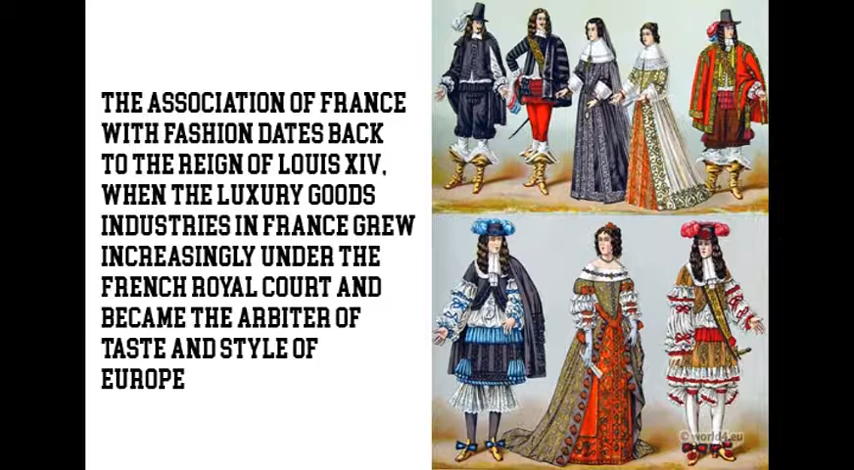 THE ASSOCIATION OF FRANCE
WITH FASHION DATES BACK
TO THE REIGN OF LOUIS XIV,
WHEN THE LUXURY GOODS
INDUSTRIES IN FRANCE GREW
INCREASINGLY UNDER THE
FRENCH ROYAL COURT AND
BECAME THE ARBITER OF
TASTE AND STYLE OF
EUROPE
© world4.eu